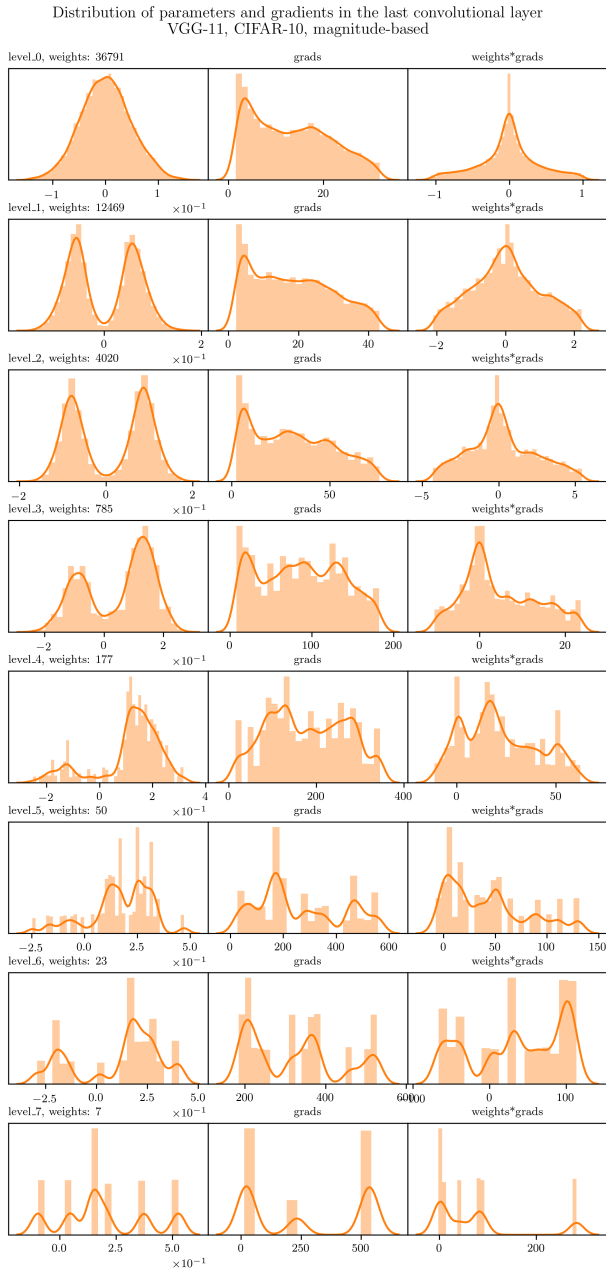 Distribution of parameters and gradients in the last convolutional layer
VGG-11, CIFAR-10, magnitude-based
level_0, weights: 36791 grads weights*grads
−1 0 1 0 20 −1 0 1
×10−1
level_1, weights: 12469 grads weights*grads
0 2 0 20 40 −2 0 2
×10−1
level_2, weights: 4020 grads weights*grads
−2 0 2 0 50 −5 0 5
×10−1
level_3, weights: 785 grads weights*grads
−2 0 2 0 100 200 0 20
×10−1
level_4, weights: 177 grads weights*grads
−2 0 2 4 0 200 400 0 50
×10−1
level_5, weights: 50 grads weights*grads
−2.5 0.0 2.5 5.0 0 200 400 600 0 50 100 150
×10−1
level_6, weights: 23 grads weights*grads
−2.5 0.0 2.5 5.0 200 400 0 100
×10−1
level_7, weights: 7 grads weights*grads
0.0 2.5 5.0 0 250 500 0 200
×10−1